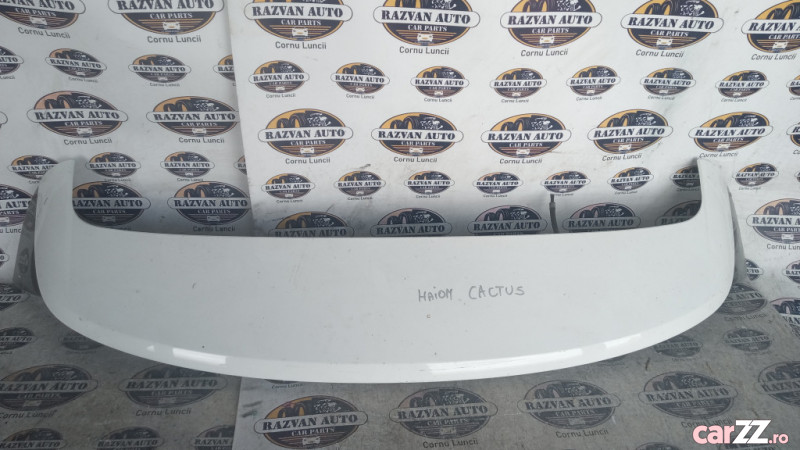 RAZVAN AUTO
CAR PARTS
Cornu Luncii
HAION CACTUS
carZZ.ro